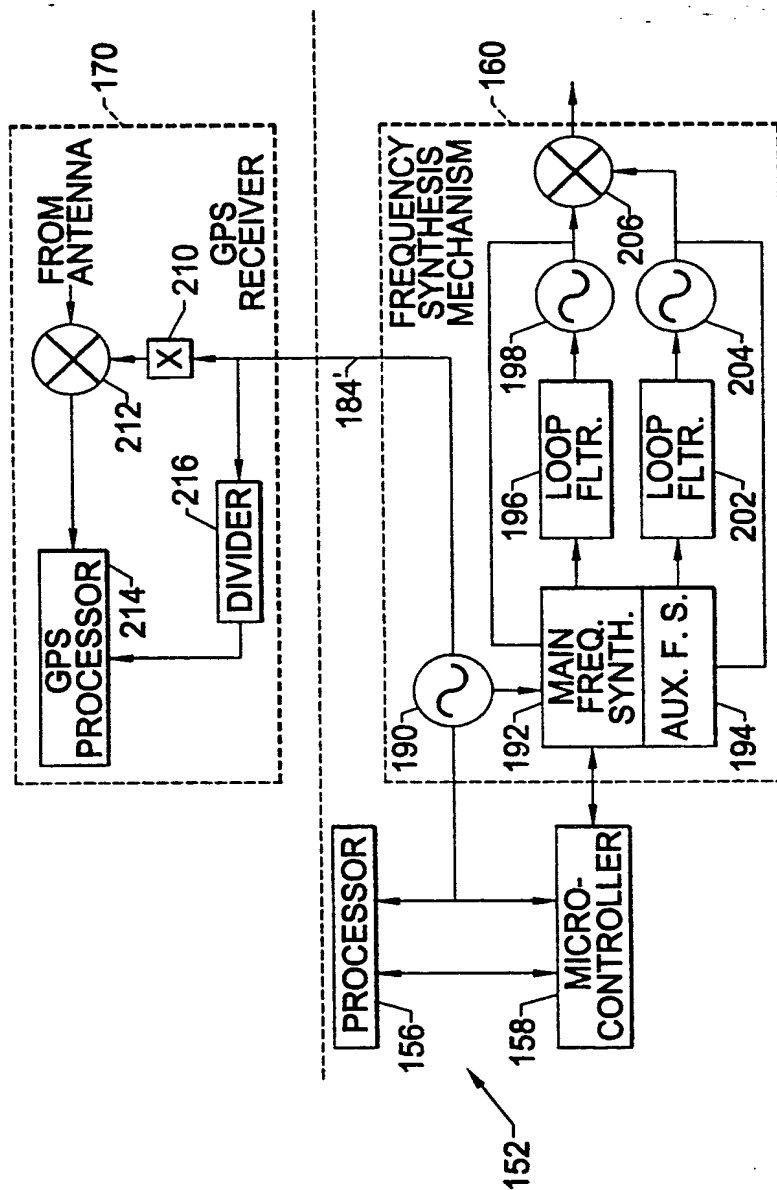 170
FROM
ANTENNA
GPS
RECEIVER
210
X
212
216
DIVIDER
GPS
PROCESSOR
214
184'
160
FREQUENCY
SYNTHESIS
MECHANISM
206
198
204
196
LOOP
FLTR.
LOOP
FLTR.
202
190
192
MAIN
FREQ.
SYNTH.
AUX. F. S.
194
PROCESSOR
156
MICRO-
CONTROLLER
158
152